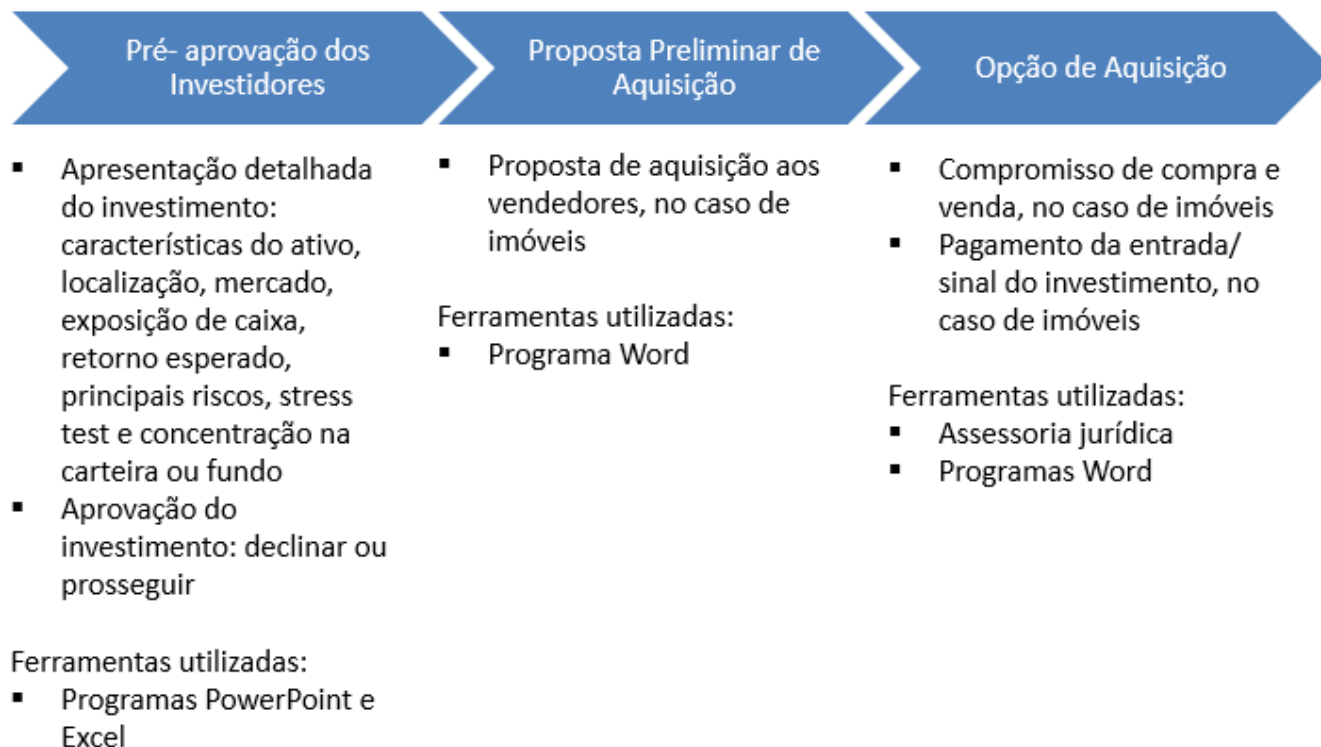 Pré- aprovação dos
Investidores
Proposta Preliminar de
Aquisição
Opção de Aquisição
▪ Apresentação detalhada
do investimento:
características do ativo,
localização, mercado,
exposição de caixa,
retorno esperado,
principais riscos, stress
test e concentração na
carteira ou fundo
▪ Aprovação do
investimento: declinar ou
prosseguir
Ferramentas utilizadas:
▪ Programas PowerPoint e
Excel
▪ Proposta de aquisição aos
vendedores, no caso de
imóveis
Ferramentas utilizadas:
▪ Programa Word
▪ Compromisso de compra e
venda, no caso de imóveis
▪ Pagamento da entrada/
sinal do investimento, no
caso de imóveis
Ferramentas utilizadas:
▪ Assessoria jurídica
▪ Programas Word